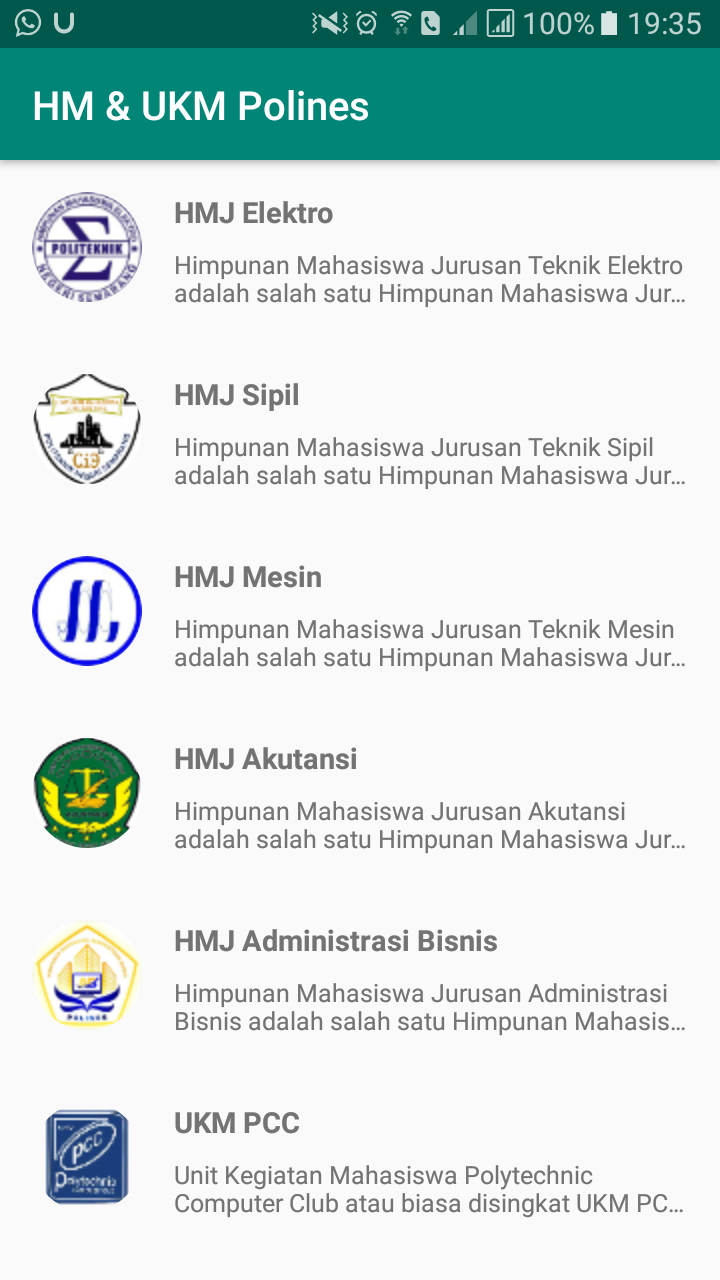 100% 19:35
HM & UKM Polines
HMJ Elektro
POLITEKNIK
NEGERI SEMARANG
Himpunan Mahasiswa Jurusan Teknik Elektro
adalah salah satu Himpunan Mahasiswa Jur...
HMJ Sipil
Himpunan Mahasiswa Jurusan Teknik Sipil
adalah salah satu Himpunan Mahasiswa Jur...
HMJ Mesin
Himpunan Mahasiswa Jurusan Teknik Mesin
adalah salah satu Himpunan Mahasiswa Jur...
HMJ Akutansi
Himpunan Mahasiswa Jurusan Akutansi
adalah salah satu Himpunan Mahasiswa Jur...
HMJ Administrasi Bisnis
POLINES
Himpunan Mahasiswa Jurusan Administrasi
Bisnis adalah salah satu Himpunan Mahasis...
UKM PCC
PCC
Polytechnic
Unit Kegiatan Mahasiswa Polytechnic
Computer Club atau biasa disingkat UKM PC...